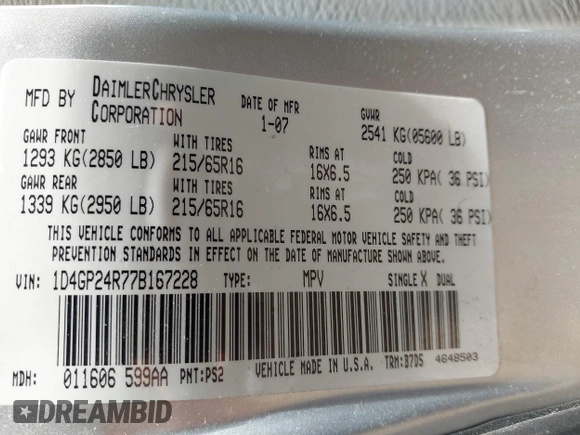 MFD BY DAIMLERCHRYSLER CORPORATION DATE OF MFR 1-07 GVWR 2541 KG(05600 LB)
GAWR FRONT WITH TIRES RIMS AT COLD
1293 KG(2850 LB) 215/65R16 16X6.5 250 KPA( 36 PSI)
GAWR REAR WITH TIRES RIMS AT COLD
1339 KG(2950 LB) 215/65R16 16X6.5 250 KPA( 36 PSI)
THIS VEHICLE CONFORMS TO ALL APPLICABLE FEDERAL MOTOR VEHICLE SAFETY AND THEFT
PREVENTION STANDARDS IN EFFECT ON THE DATE OF MANUFACTURE SHOWN ABOVE.
VIN: 1D4GP24R77B167228 TYPE: MPV SINGLE X DUAL
MDH: 011606 599AA PNT:PS2 VEHICLE MADE IN U.S.A. TRM:B7D5 4648503
#BIDDERSHISTORY